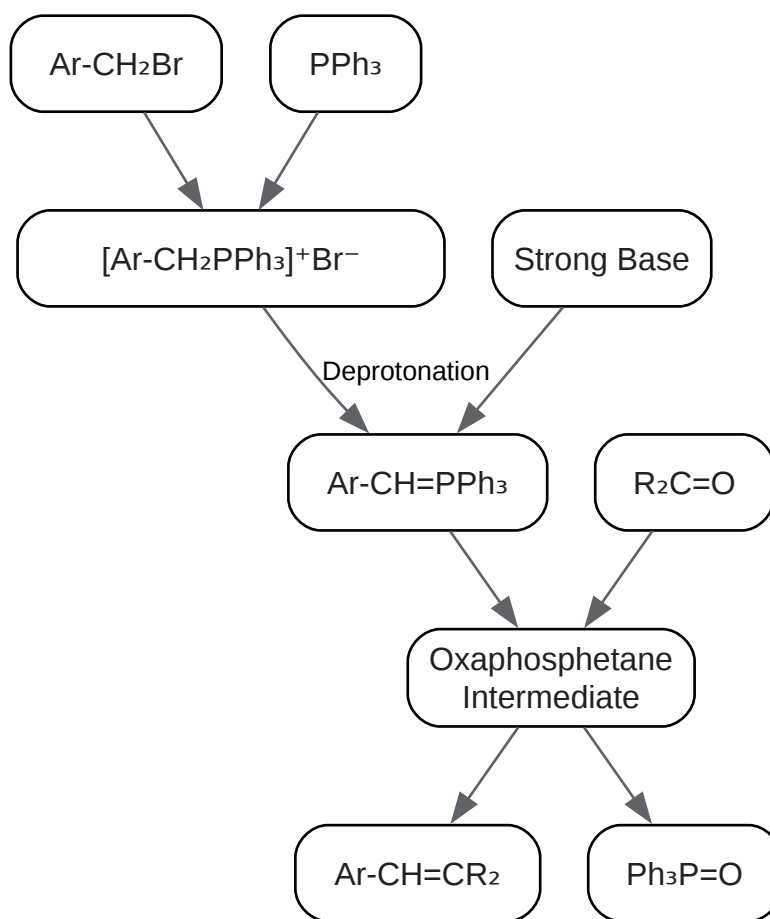 Ar-CH₂Br
PPh₃
[Ar-CH₂PPh₃]⁺Br⁻
Strong Base
Deprotonation
Ar-CH=PPh₃
R₂C=O
Oxaphosphetane
Intermediate
Ar-CH=CR₂
Ph₃P=O